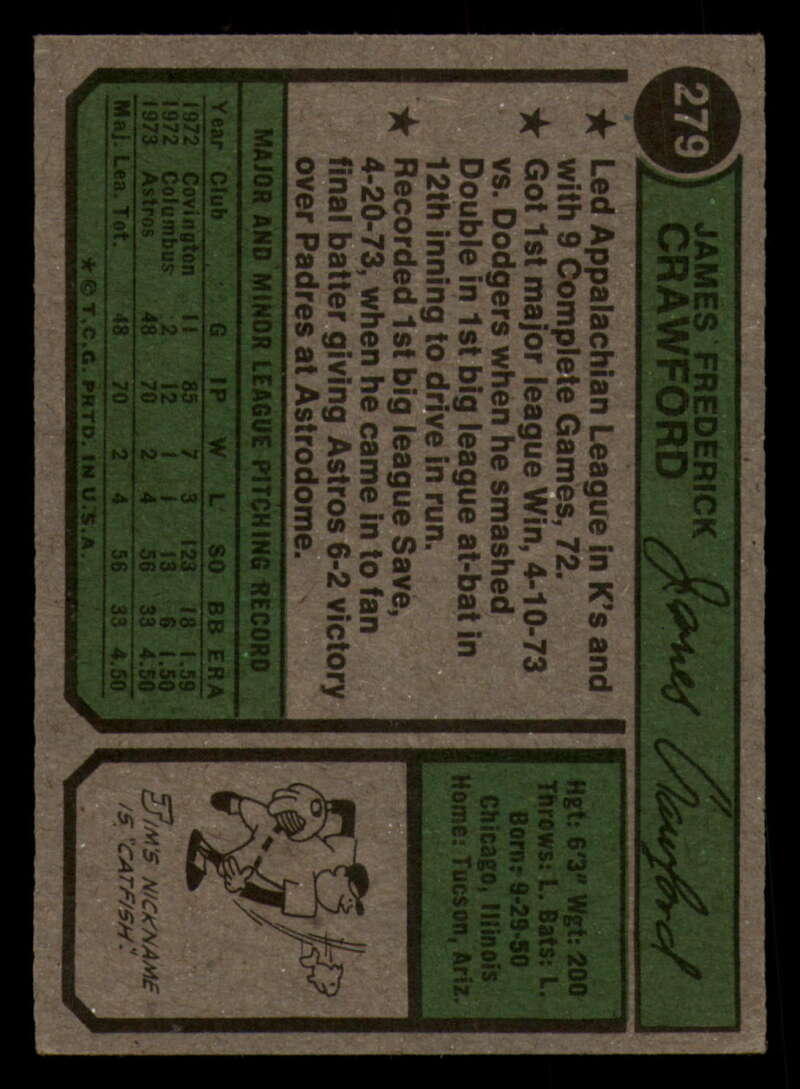 279
JAMES FREDERICK
CRAWFORD
James Crawford
★ Led Appalachian League in K's and
with 9 Complete Games, 72.
★ Got 1st major league Win, 4-10-73
vs. Dodgers when he smashed
Double in 1st big league at-bat in
12th inning to drive in run.
★ Recorded 1st big league Save,
4-20-73, when he came in to fan
final batter giving Astros 6-2 victory
over Padres at Astrodome.
MAJOR AND MINOR LEAGUE PITCHING RECORD
Year Club G IP W L SO BB ERA
1972 Covington 11 85 7 3 123 18 1.59
1972 Columbus 2 12 1 1 13 6 1.50
1973 Astros 48 70 2 4 56 33 4.50
Maj. Lea. Tot. 48 70 2 4 56 33 4.50
* © T.C.G. PRTD. IN U.S.A.
Hgt: 6'3" Wgt: 200
Throws: L. Bats: L.
Born: 9-29-50
Chicago, Illinois
Home: Tucson, Ariz.
JIM'S NICKNAME
IS "CATFISH."